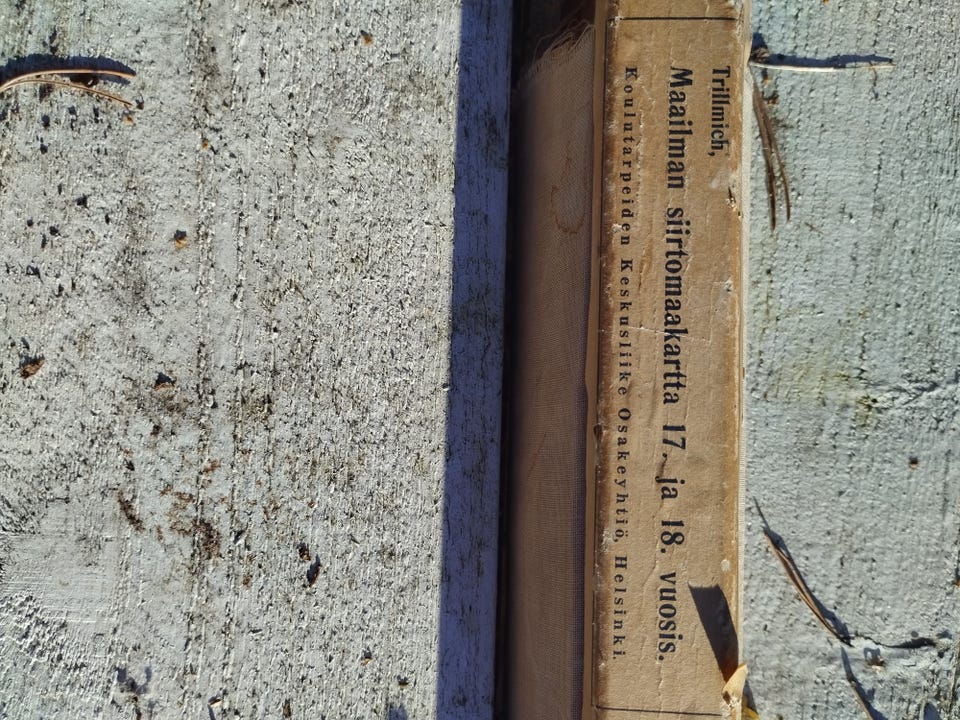 Trillmich,
Maailman siirtomaakartta 17. ja 18. vuosis.
Koulutarpeiden Keskusliike Osakeyhtiö, Helsinki.